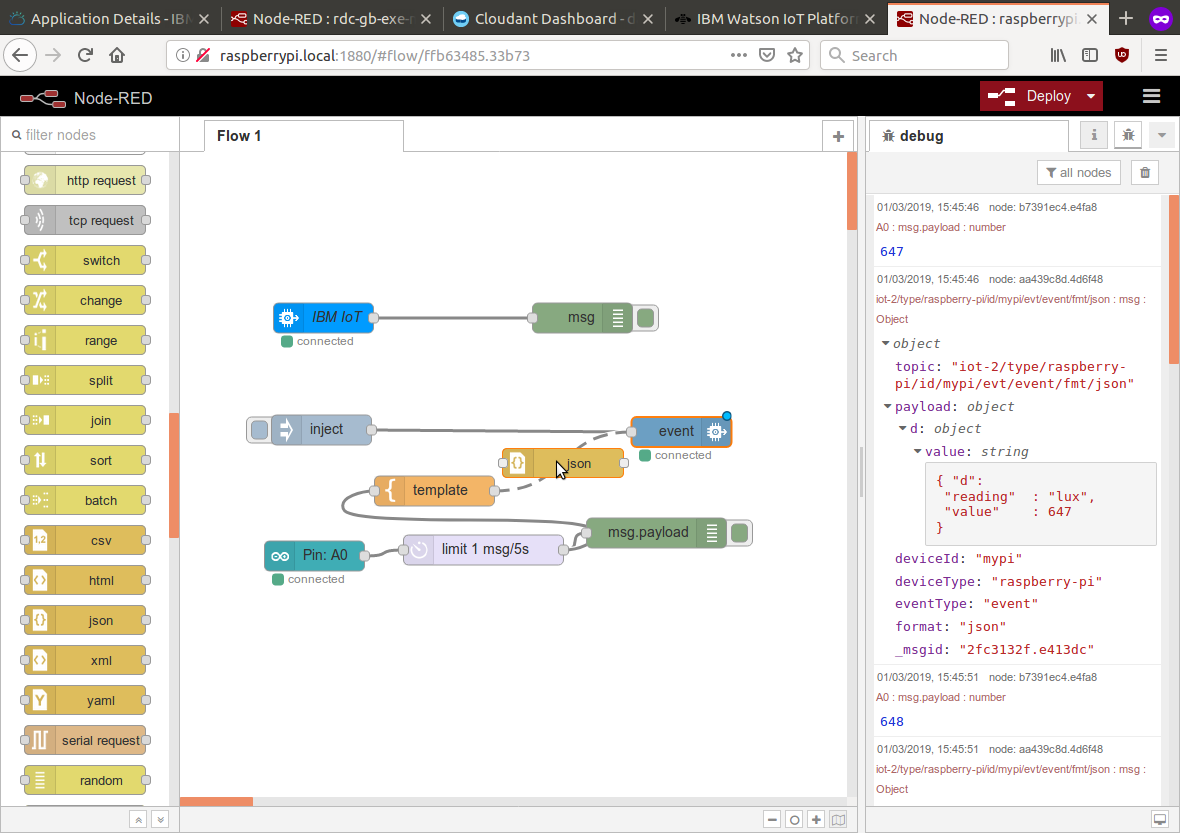 Application Details - IBM
Node-RED : rdc-gb-exe-n
Cloudant Dashboard - d
IBM Watson IoT Platfor
Node-RED : raspberrypi.
raspberrypi.local:1880/#flow/ffb63485.33b73
Search
Node-RED
Deploy
filter nodes
Flow 1
debug
i
all nodes
http request
tcp request
switch
change
range
split
join
sort
batch
csv
html
json
xml
yaml
serial request
random
IBM IoT
connected
msg
inject
event
connected
json
template
msg.payload
Pin: A0
connected
limit 1 msg/5s
01/03/2019, 15:45:46 node: b7391ec4.e4fa8
A0 : msg.payload : number
647
01/03/2019, 15:45:46 node: aa439c8d.4d6f48
iot-2/type/raspberry-pi/id/mypi/evt/event/fmt/json : msg :
Object
object
topic: "iot-2/type/raspberry-
pi/id/mypi/evt/event/fmt/json"
payload: object
d: object
value: string
{ "d":
"reading" : "lux",
"value" : 647
}
deviceId: "mypi"
deviceType: "raspberry-pi"
eventType: "event"
format: "json"
_msgid: "2fc3132f.e413dc"
01/03/2019, 15:45:51 node: b7391ec4.e4fa8
A0 : msg.payload : number
648
01/03/2019, 15:45:51 node: aa439c8d.4d6f48
iot-2/type/raspberry-pi/id/mypi/evt/event/fmt/json : msg :
Object